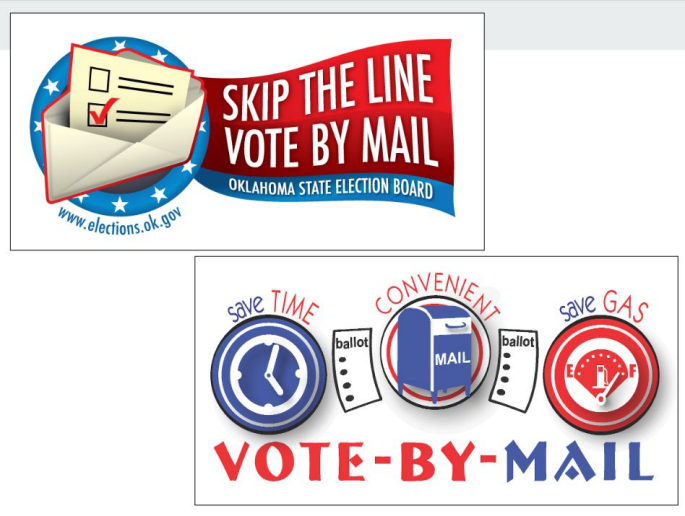 SKIP THE LINE
VOTE BY MAIL
OKLAHOMA STATE ELECTION BOARD
www.elections.ok.gov
save TIME
CONVENIENT
save GAS
ballot
MAIL
ballot
E F
VOTE-BY-MAIL